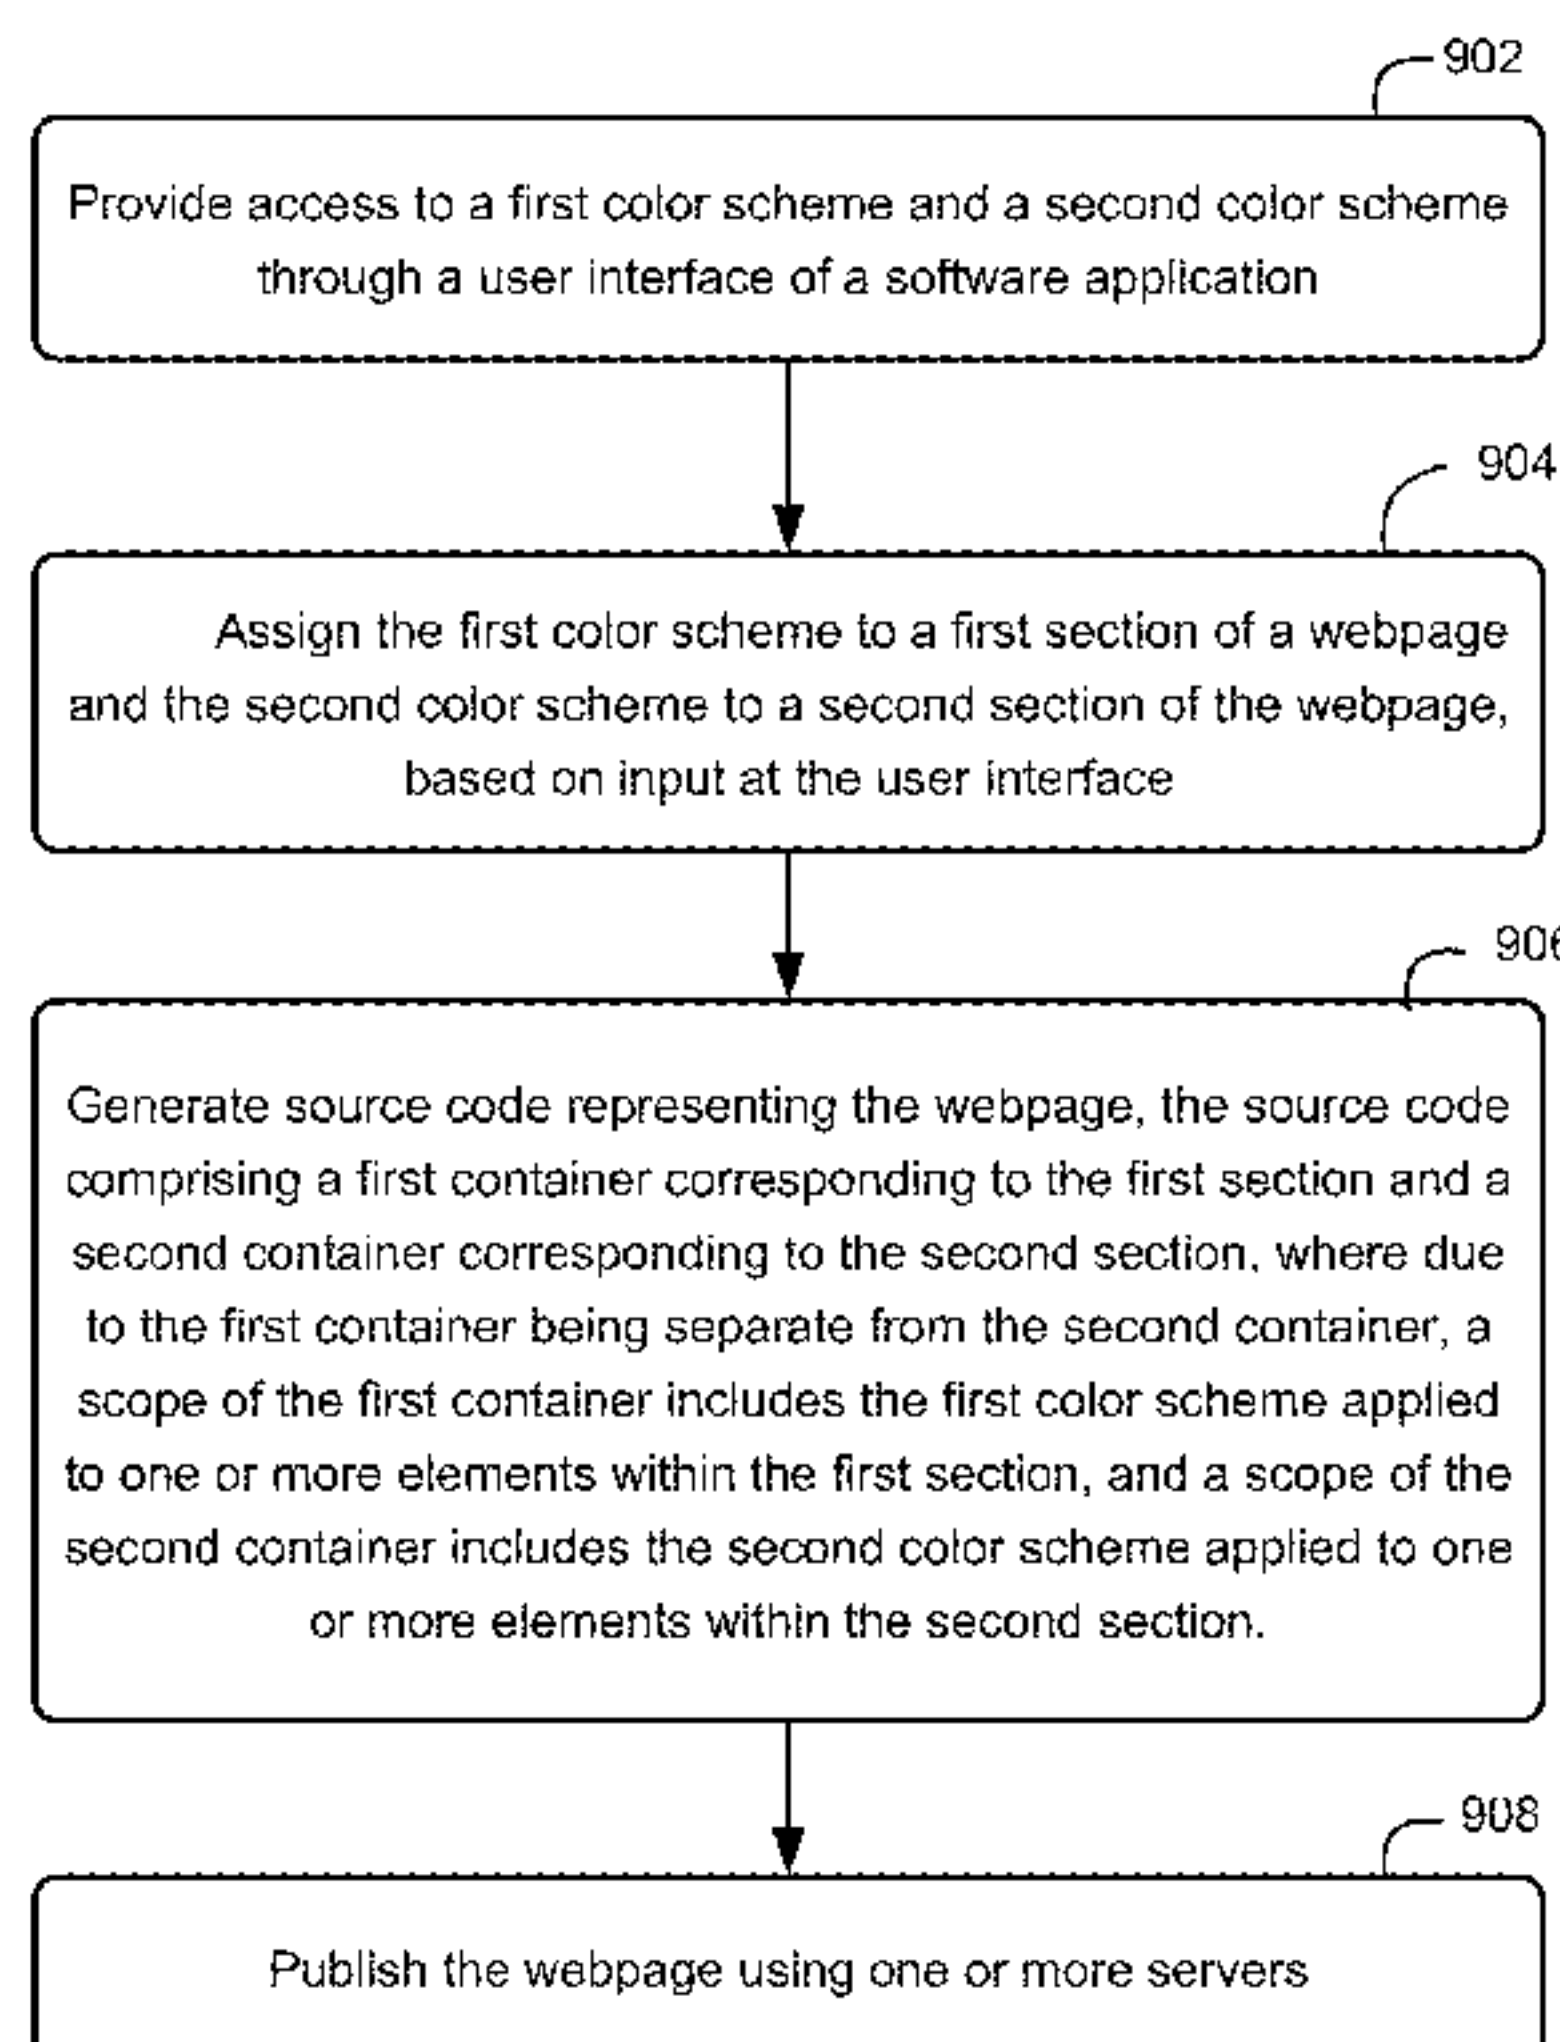 902
Provide access to a first color scheme and a second color scheme
through a user interface of a software application
904
Assign the first color scheme to a first section of a webpage
and the second color scheme to a second section of the webpage,
based on input at the user interface
906
Generate source code representing the webpage, the source code
comprising a first container corresponding to the first section and a
second container corresponding to the second section, where due
to the first container being separate from the second container, a
scope of the first container includes the first color scheme applied
to one or more elements within the first section, and a scope of the
second container includes the second color scheme applied to one
or more elements within the second section.
908
Publish the webpage using one or more servers